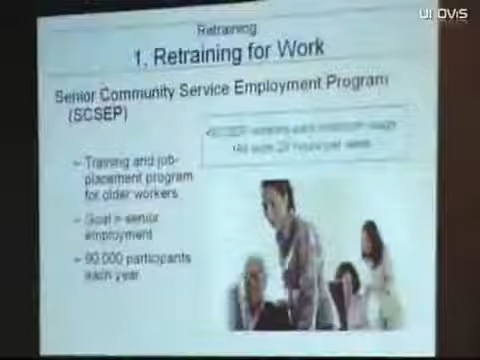 Retraining
1. Retraining for Work
Senior Community Service Employment Program
(SCSEP)
– Training and job-
placement program
for older workers
– Goal = senior
employment
– 90,000 participants
each year